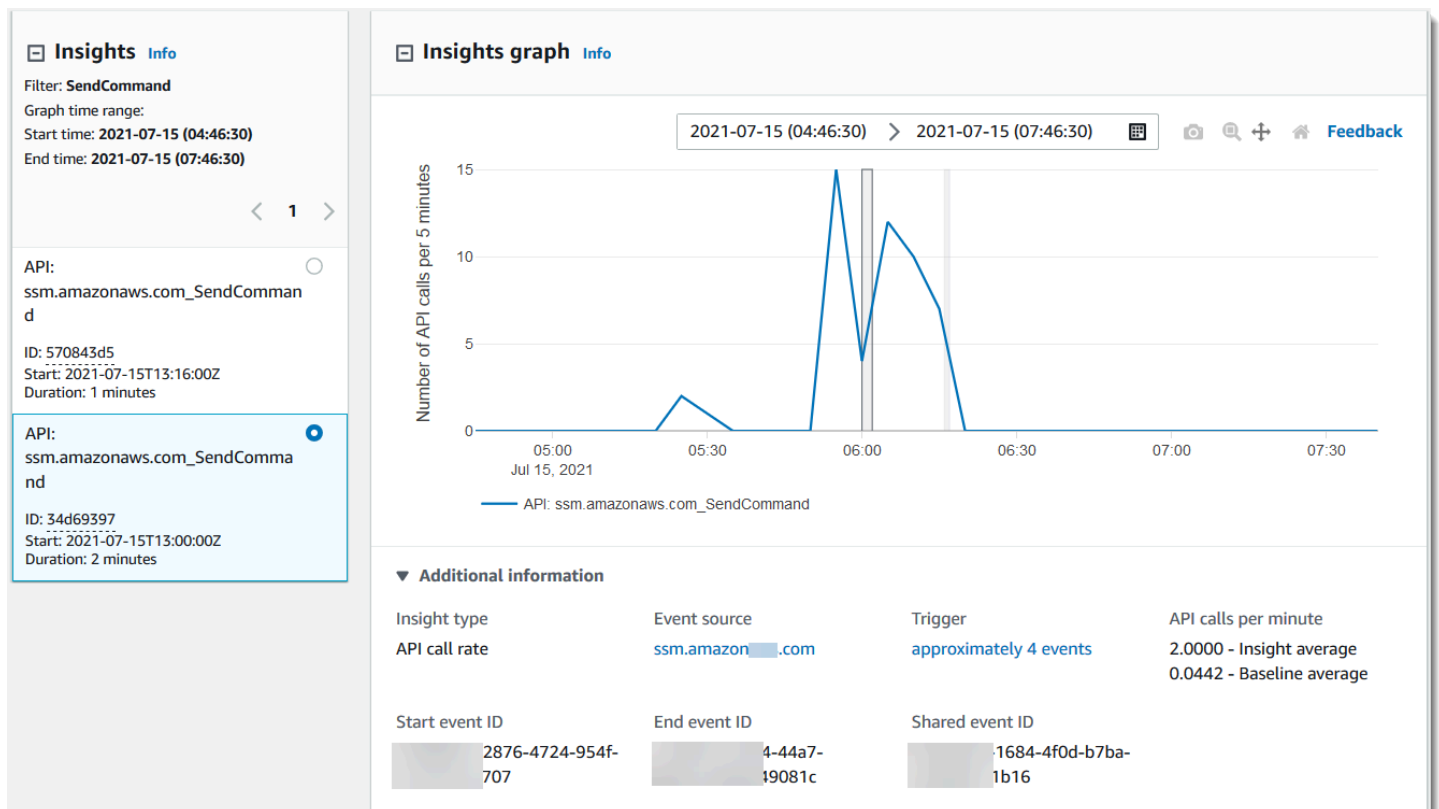 Insights Info
Filter: SendCommand
Graph time range:
Start time: 2021-07-15 (04:46:30)
End time: 2021-07-15 (07:46:30)
1
API:
ssm.amazonaws.com_SendComman
d
ID: 570843d5
Start: 2021-07-15T13:16:00Z
Duration: 1 minutes
API:
ssm.amazonaws.com_SendComma
nd
ID: 34d69397
Start: 2021-07-15T13:00:00Z
Duration: 2 minutes
Insights graph Info
2021-07-15 (04:46:30) 2021-07-15 (07:46:30) Feedback
Number of API calls per 5 minutes
15
10
5
0
05:00 05:30 06:00 06:30 07:00 07:30
Jul 15, 2021
API: ssm.amazonaws.com_SendCommand
Additional information
Insight type Event source Trigger API calls per minute
API call rate ssm.amazon .com approximately 4 events 2.0000 - Insight average
0.0442 - Baseline average
Start event ID End event ID Shared event ID
2876-4724-954f- 4-44a7- -1684-4f0d-b7ba-
707 49081c 1b16